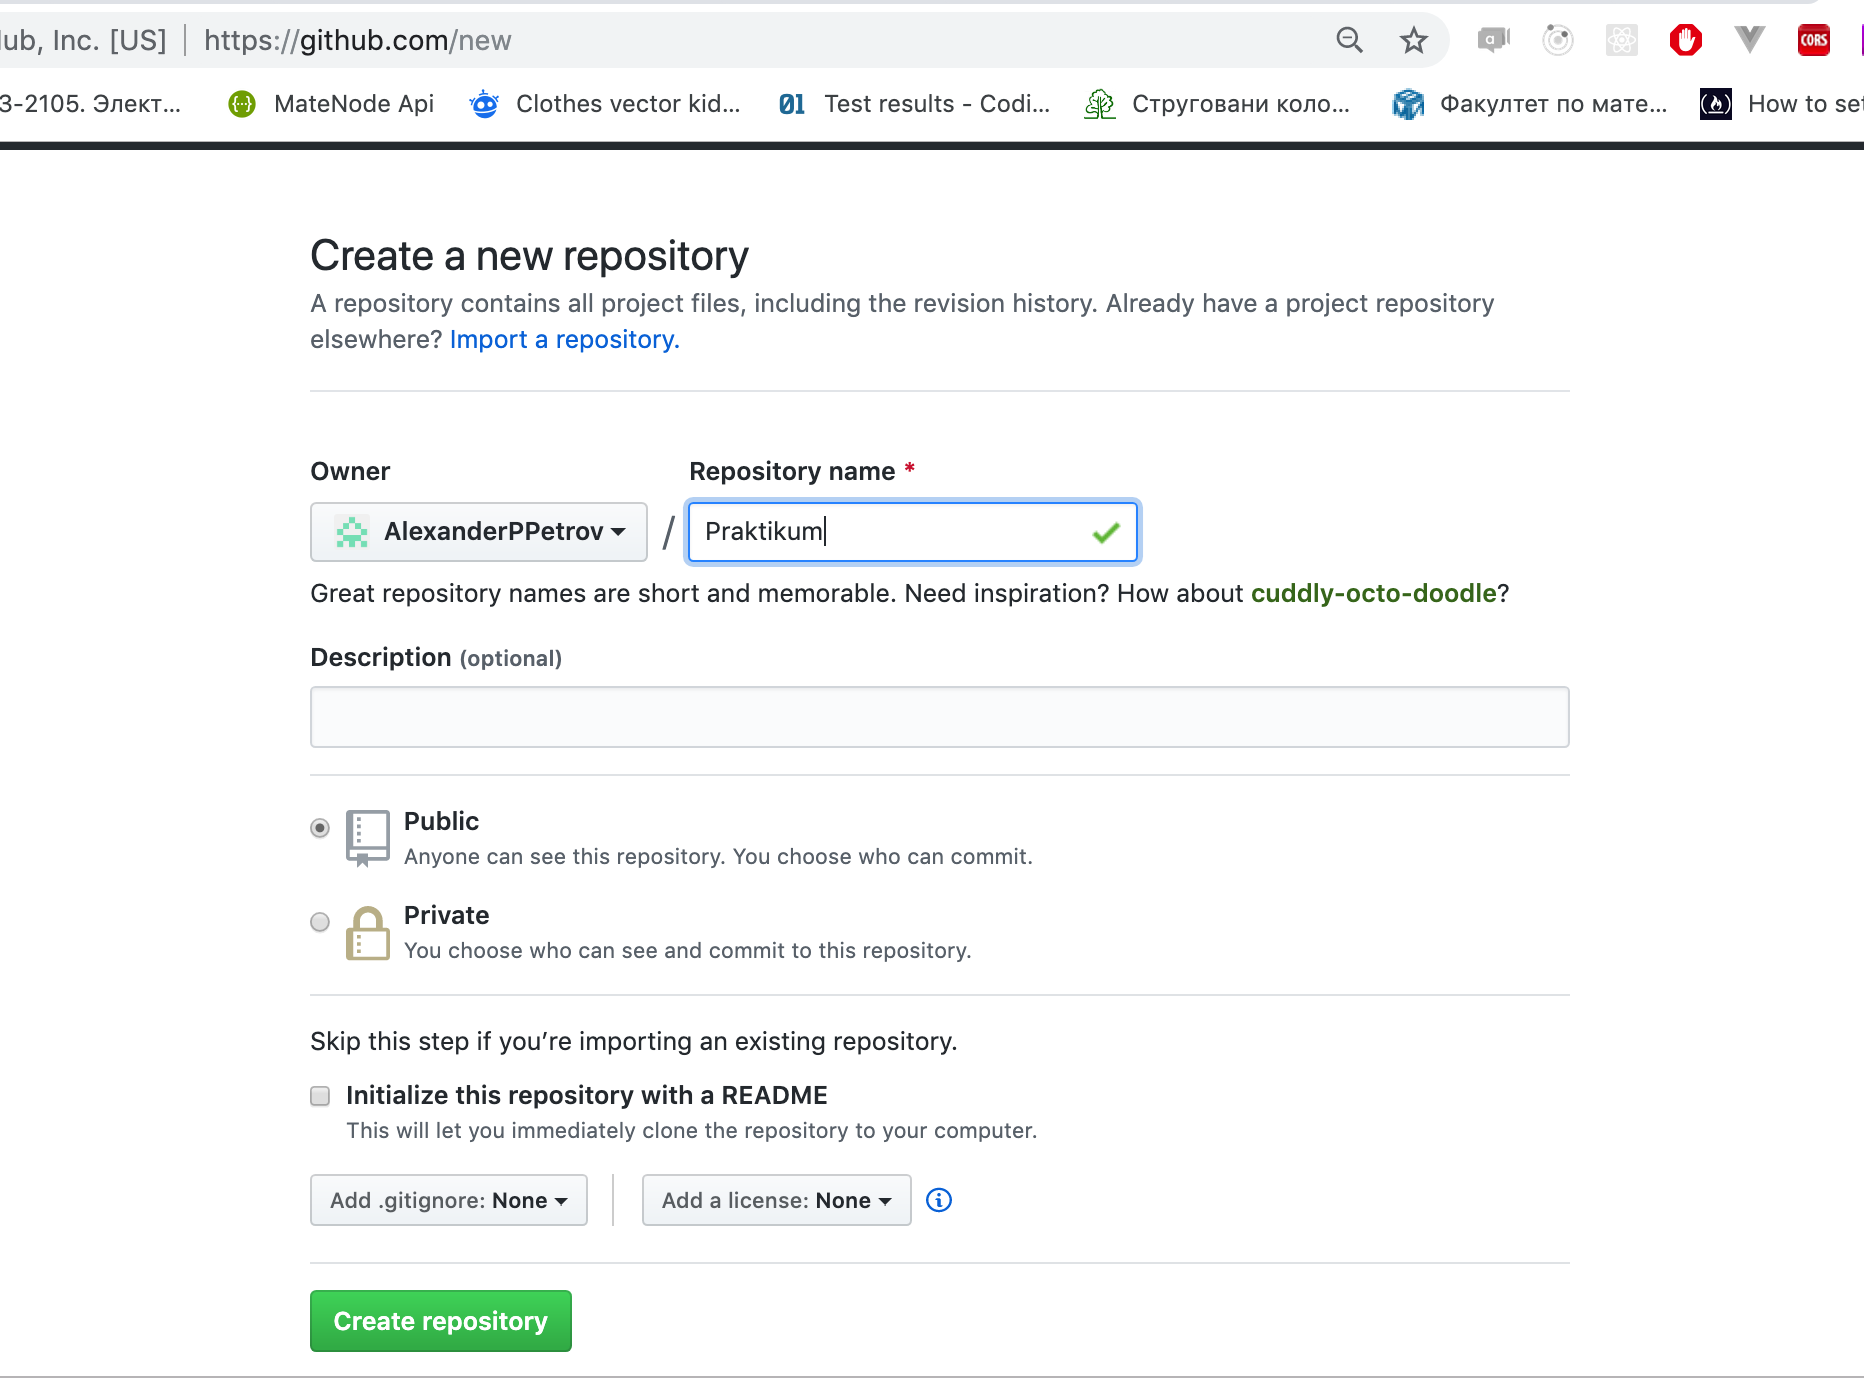 ub, Inc. [US] https://github.com/new
3-2105. Элект... MateNode Api Clothes vector kid... 01 Test results - Codi... Струговани коло... Факултет по мате... How to set
CORS
Create a new repository
A repository contains all project files, including the revision history. Already have a project repository
elsewhere? Import a repository.
Owner Repository name *
AlexanderPPetrov / Praktikum
Great repository names are short and memorable. Need inspiration? How about cuddly-octo-doodle?
Description (optional)
Public
Anyone can see this repository. You choose who can commit.
Private
You choose who can see and commit to this repository.
Skip this step if you’re importing an existing repository.
Initialize this repository with a README
This will let you immediately clone the repository to your computer.
Add .gitignore: None Add a license: None
Create repository